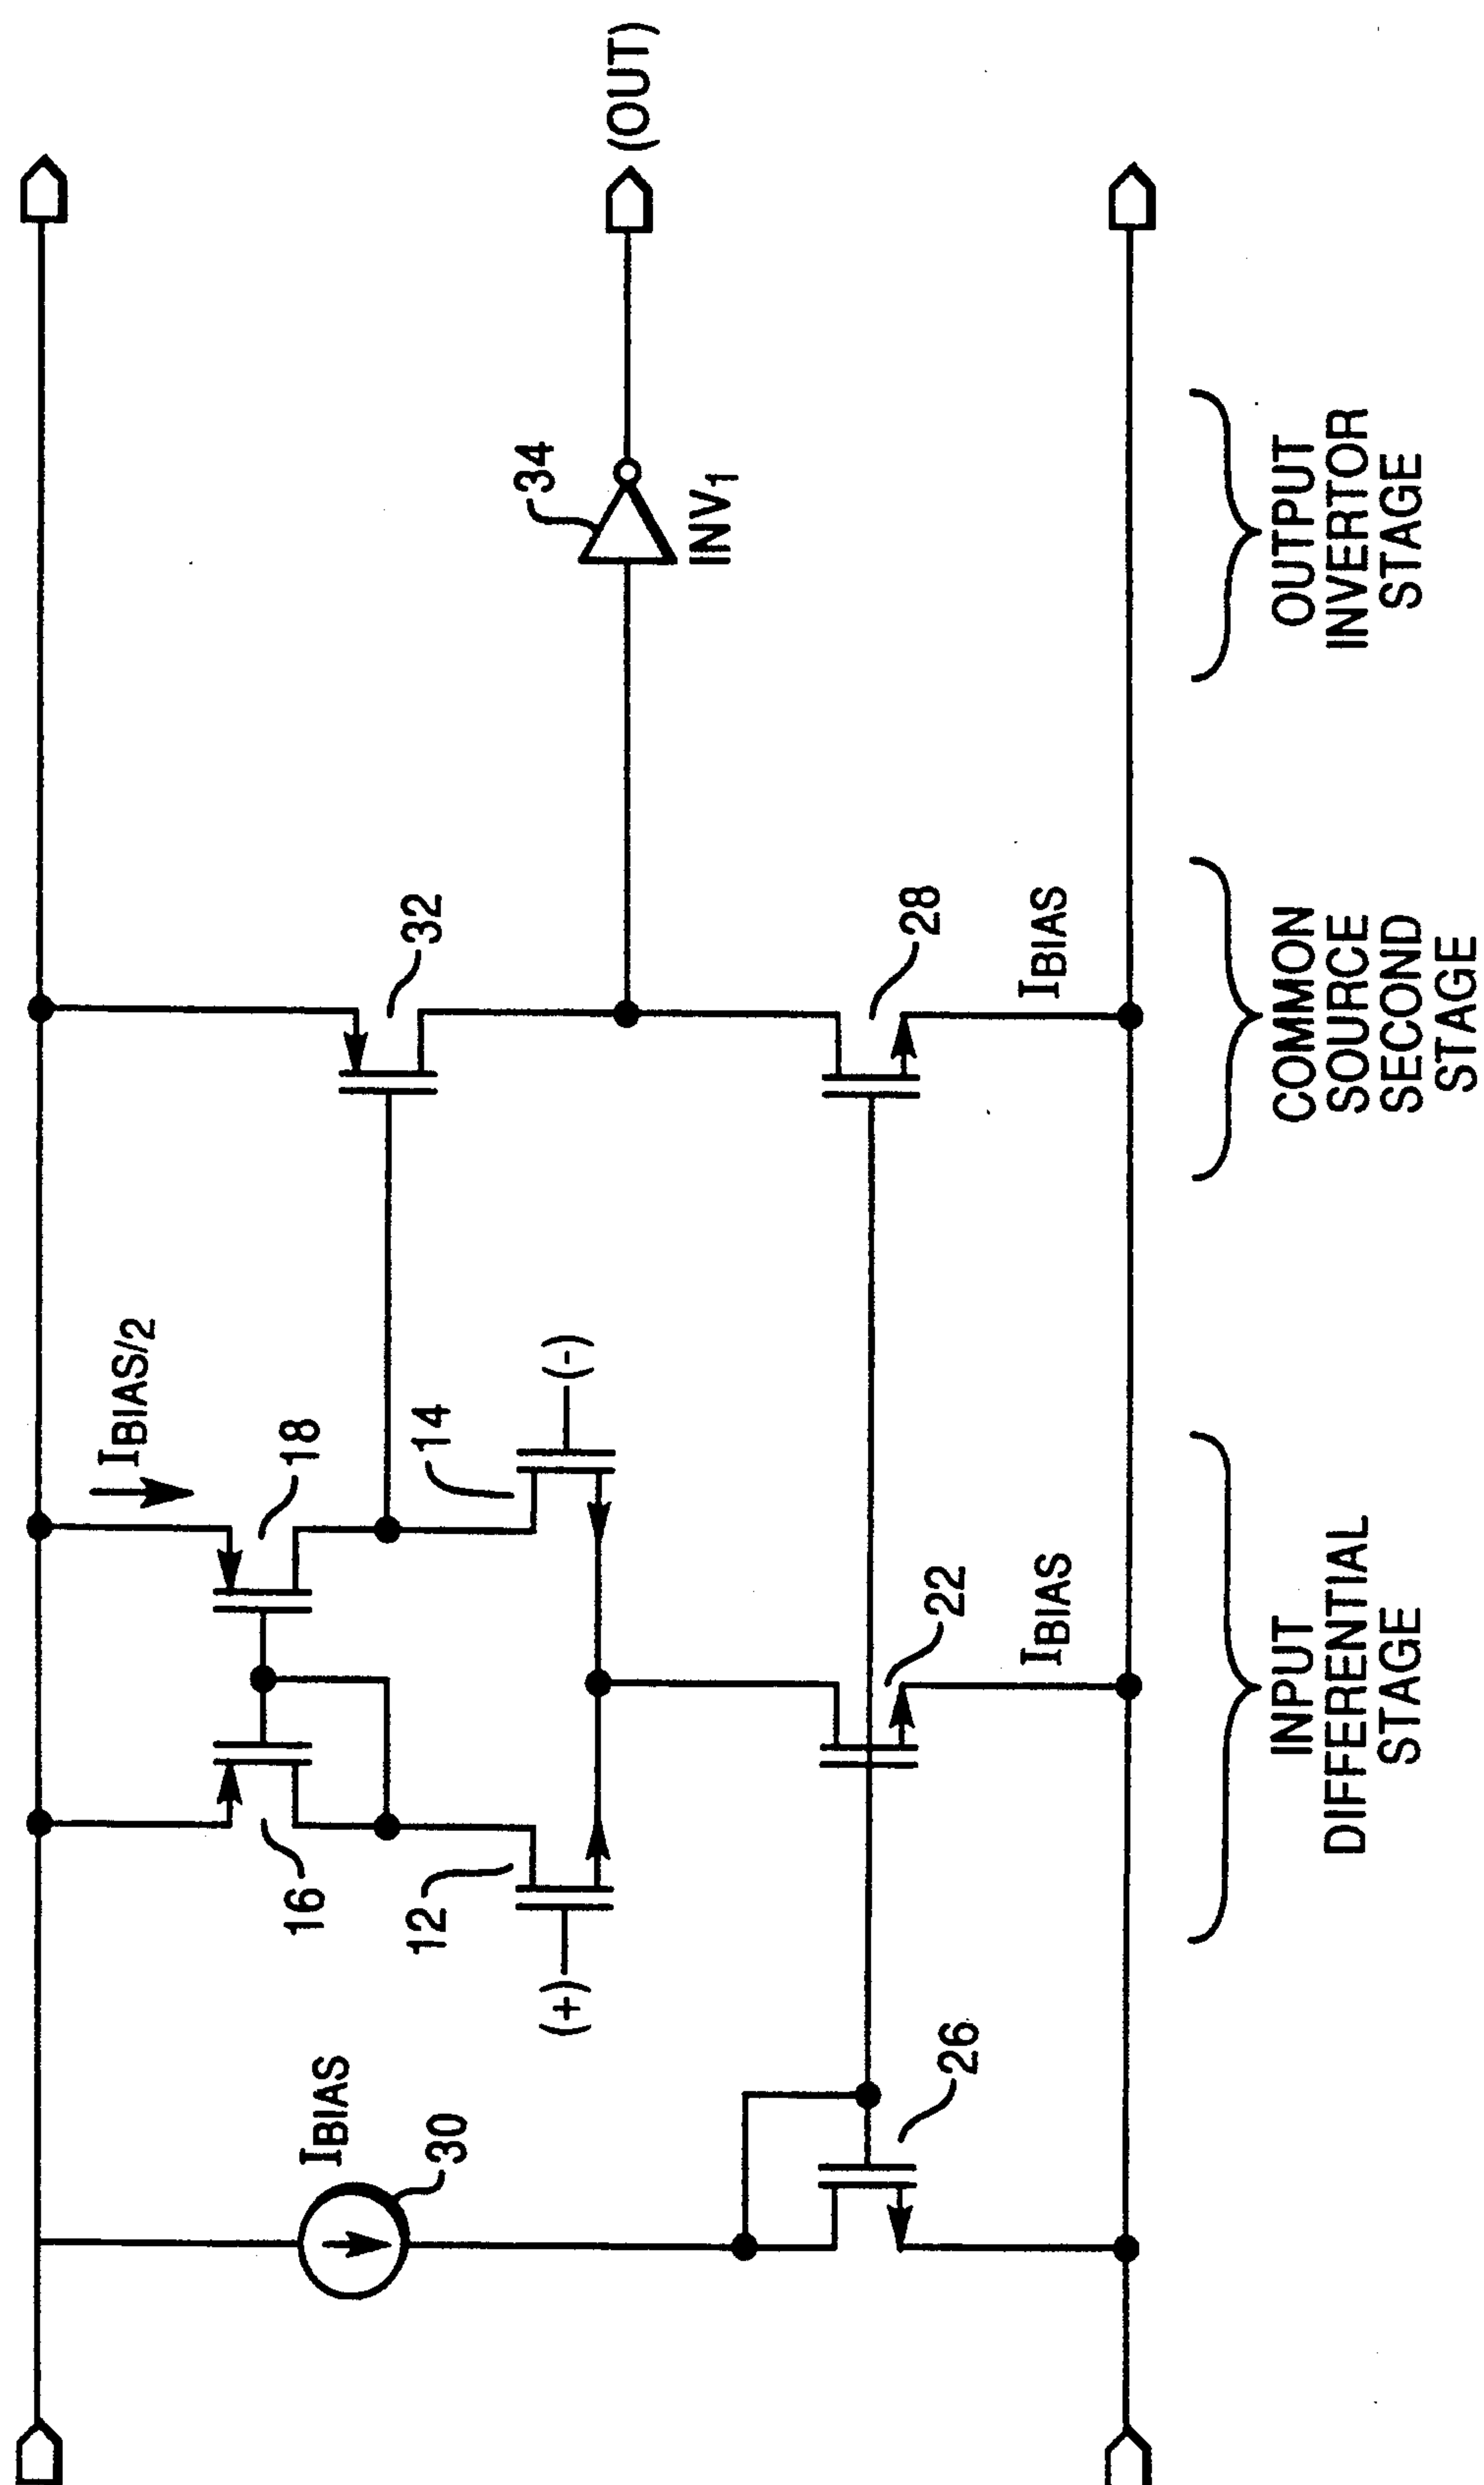 IBIAS
30
26
(+)
16
12
18
IBIAS/2
14
(-)
22
IBIAS
32
28
IBIAS
34
INV1
(OUT)
INPUT
DIFFERENTIAL
STAGE
COMMON
SOURCE
SECOND
STAGE
OUTPUT
INVERTOR
STAGE